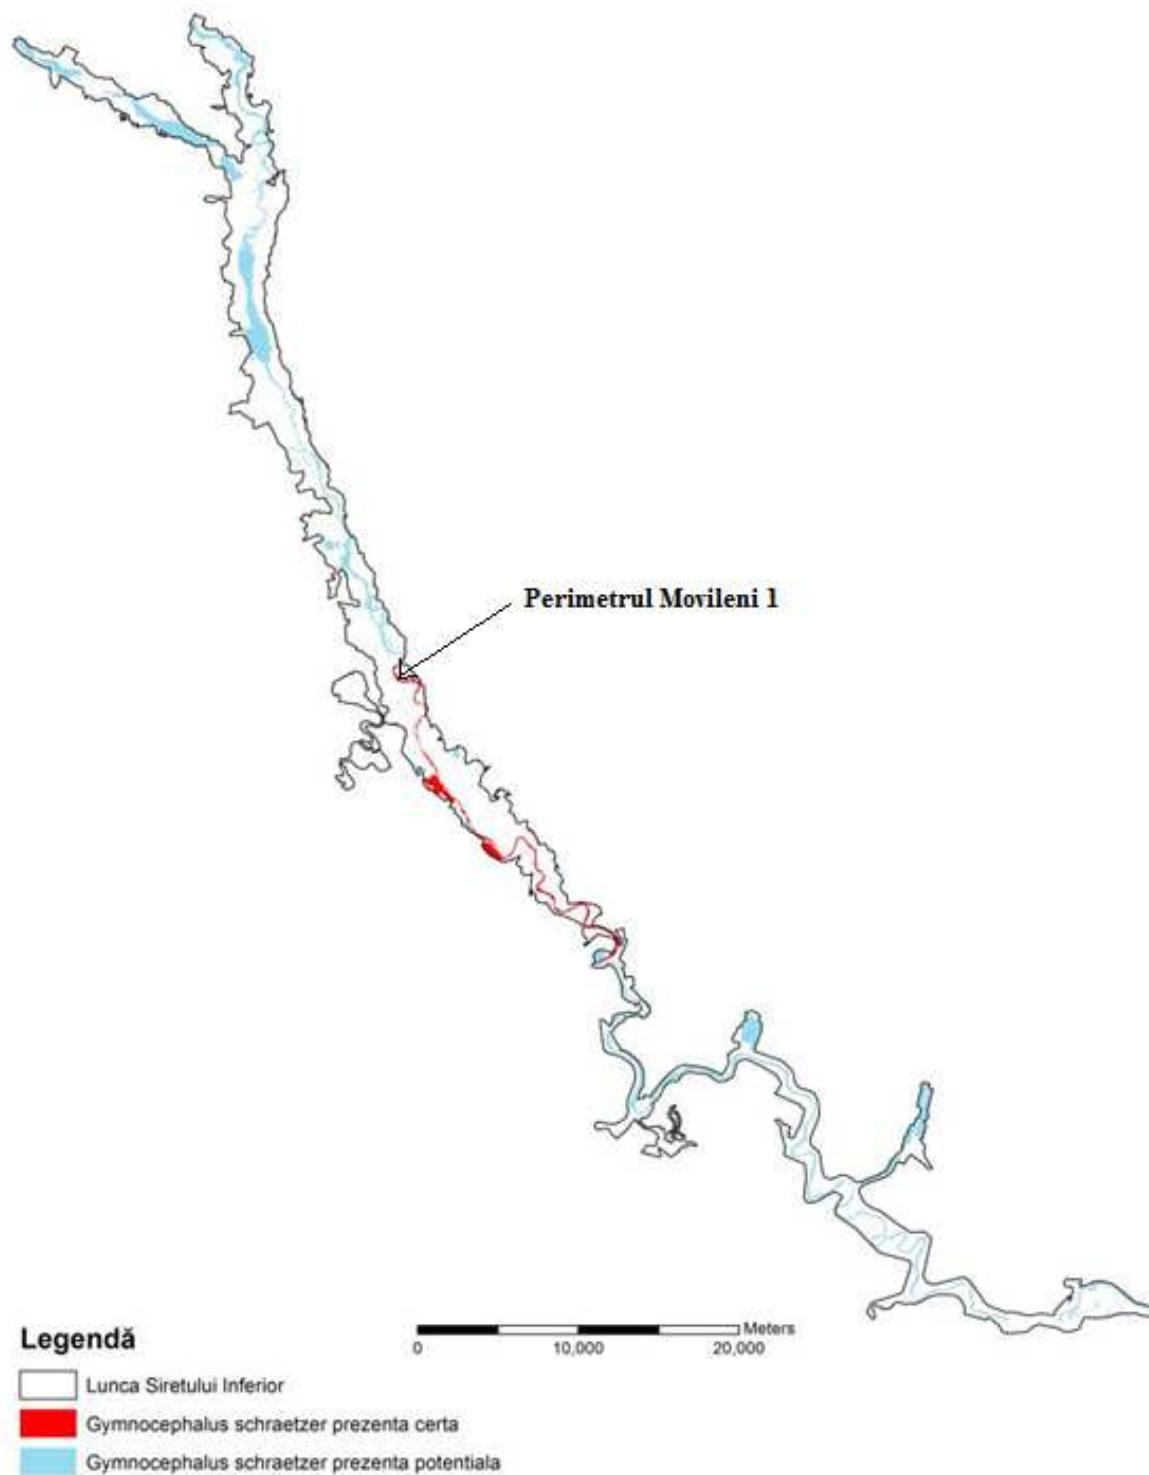 Perimetrul Movileni 1
Legendă
Meters
0 10,000 20,000
Lunca Siretului Inferior
Gymnocephalus schraetzer prezenta certa
Gymnocephalus schraetzer prezenta potentiala